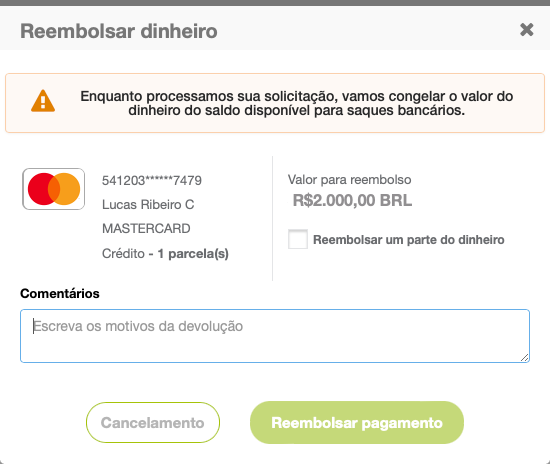 Reembolsar dinheiro
Enquanto processamos sua solicitação, vamos congelar o valor do
dinheiro do saldo disponível para saques bancários.
541203******7479
Lucas Ribeiro C
MASTERCARD
Crédito - 1 parcela(s)
Valor para reembolso
R$2.000,00 BRL
Reembolsar um parte do dinheiro
Comentários
Escreva os motivos da devolução
Cancelamento
Reembolsar pagamento